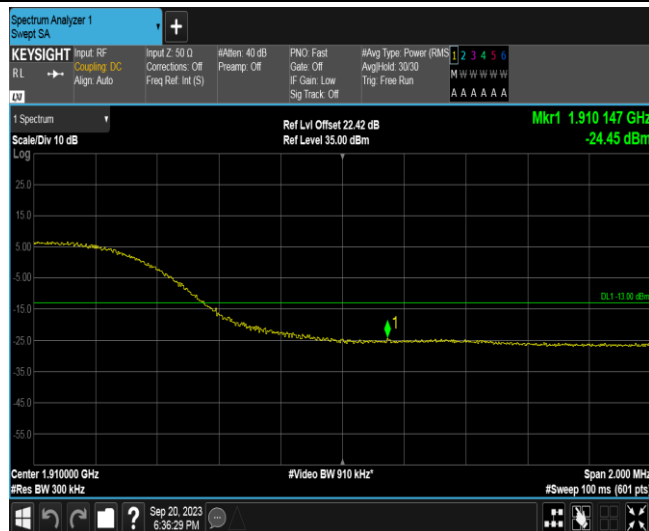 Spectrum Analyzer 1
Swept SA
+
KEYSIGHT
RL
LXI
Input: RF
Coupling: DC
Align: Auto
Input Z: 50 Ω
Corrections: Off
Freq Ref: Int (S)
#Atten: 40 dB
Preamp: Off
PNO: Fast
Gate: Off
IF Gain: Low
Sig Track: Off
#Avg Type: Power (RMS
Avg|Hold: 30/30
Trig: Free Run
1 2 3 4 5 6
M W W W W W
A A A A A A
1 Spectrum
Scale/Div 10 dB
Log
Ref Lvl Offset 22.42 dB
Ref Level 35.00 dBm
Mkr1 1.910 147 GHz
-24.45 dBm
25.0
15.0
5.00
-5.00
-15.0
-25.0
-35.0
-45.0
-55.0
DL1 -13.00 dBm
1
Center 1.910000 GHz
#Res BW 300 kHz
#Video BW 910 kHz*
Span 2.000 MHz
#Sweep 100 ms (601 pts)
?
Sep 20, 2023
6:36:29 PM